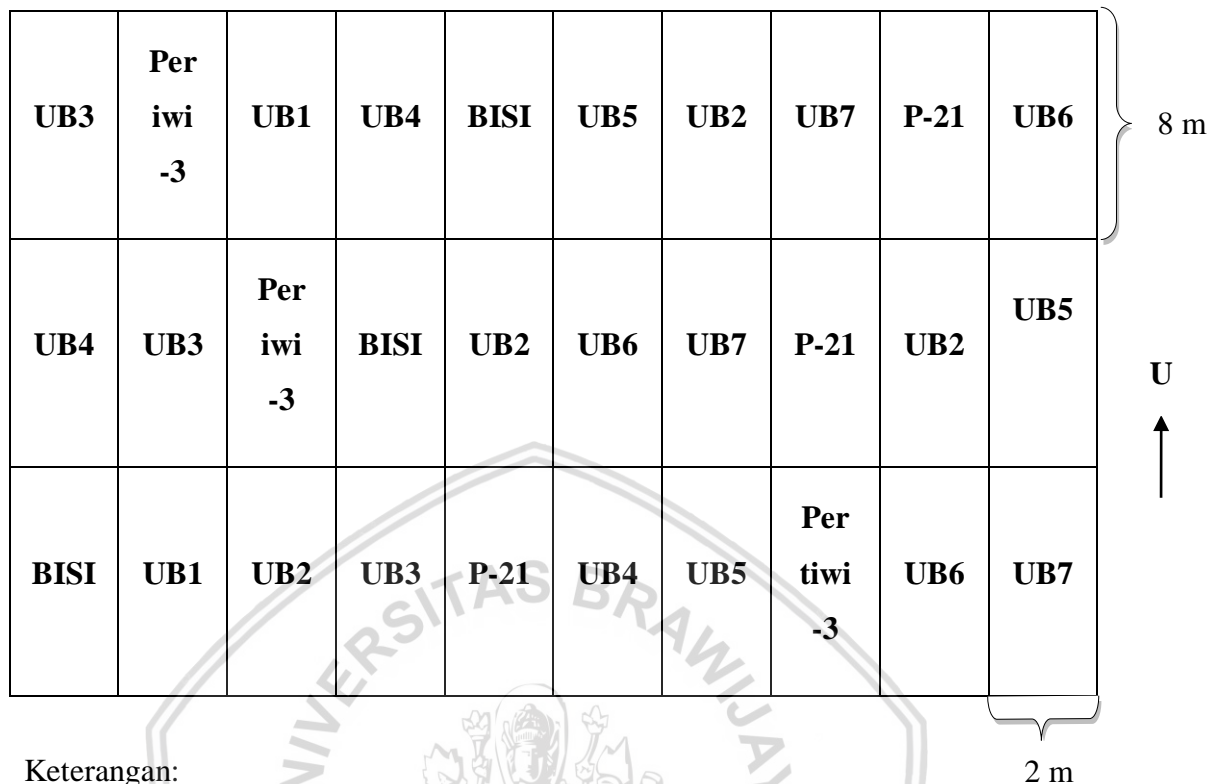 UB3 Per iwi -3 UB1 UB4 BISI UB5 UB2 UB7 P-21 UB6 8 m
UB4 UB3 Per iwi -3 BISI UB2 UB6 UB7 P-21 UB2 UB5
U
BISI UB1 UB2 UB3 P-21 UB4 UB5 Per tiwi -3 UB6 UB7
Keterangan: 2 m
UNIVERSITAS BRAWIJAYA